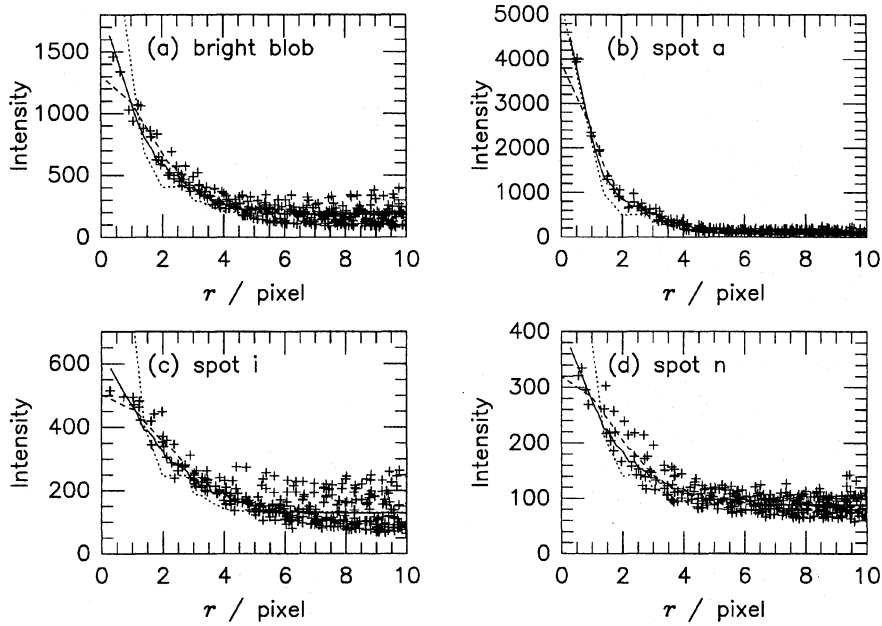 (a) bright blob
1500
1000
500
0
Intensity
0 2 4 6 8 10
r / pixel
(b) spot a
5000
4000
3000
2000
1000
0
Intensity
0 2 4 6 8 10
r / pixel
(c) spot i
600
400
200
0
Intensity
0 2 4 6 8 10
r / pixel
(d) spot n
400
300
200
100
0
Intensity
0 2 4 6 8 10
r / pixel